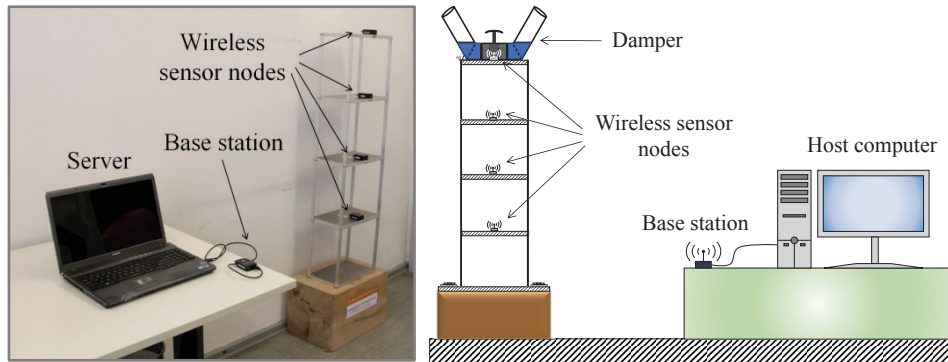 Wireless
sensor nodes
Base station
Server
Damper
Wireless sensor
nodes
Host computer
Base station